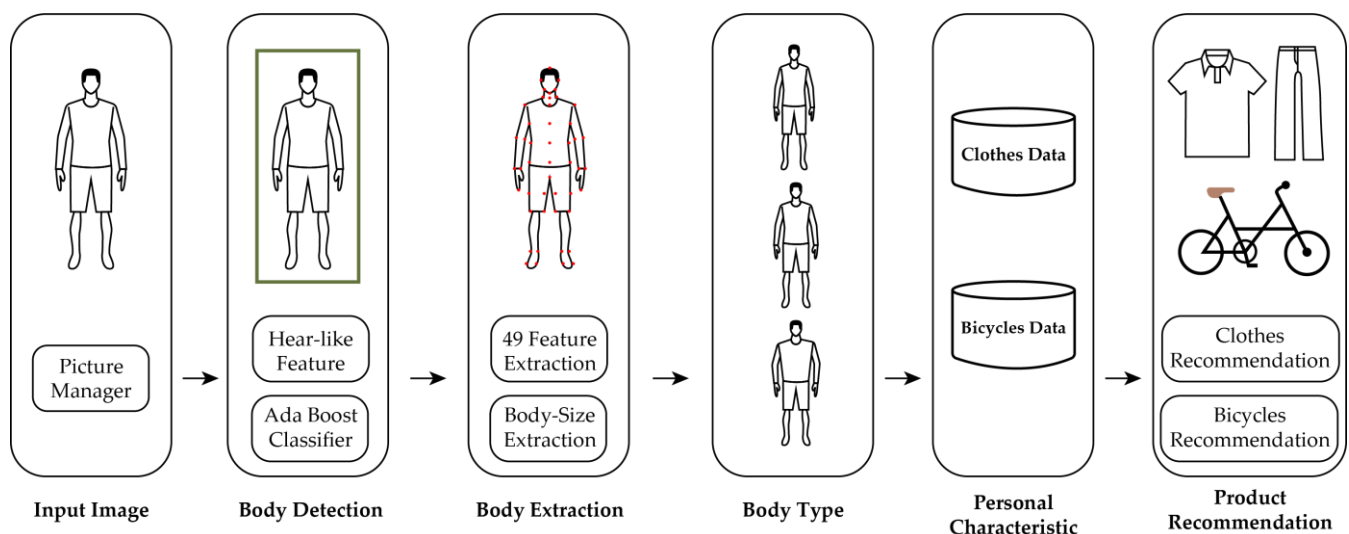 Picture
Manager
Input Image
Hear-like
Feature
Ada Boost
Classifier
Body Detection
49 Feature
Extraction
Body-Size
Extraction
Body Extraction
Body Type
Clothes Data
Bicycles Data
Personal
Characteristic
Clothes
Recommendation
Bicycles
Recommendation
Product
Recommendation